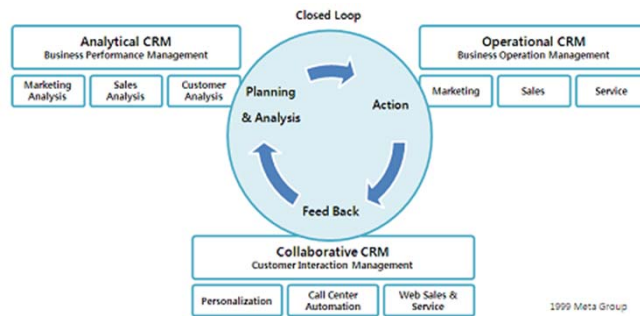 Closed Loop
Analytical CRM
Business Performance Management
Marketing
Analysis
Sales
Analysis
Customer
Analysis
Operational CRM
Business Operation Management
Marketing
Sales
Service
Planning
& Analysis
Action
Feed Back
Collaborative CRM
Customer Interaction Management
Personalization
Call Center
Automation
Web Sales &
Service
1999 Meta Group